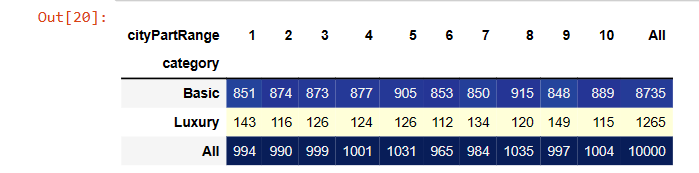 Out[20]:
cityPartRange 1 2 3 4 5 6 7 8 9 10 All
category
Basic 851 874 873 877 905 853 850 915 848 889 8735
Luxury 143 116 126 124 126 112 134 120 149 115 1265
All 994 990 999 1001 1031 965 984 1035 997 1004 10000